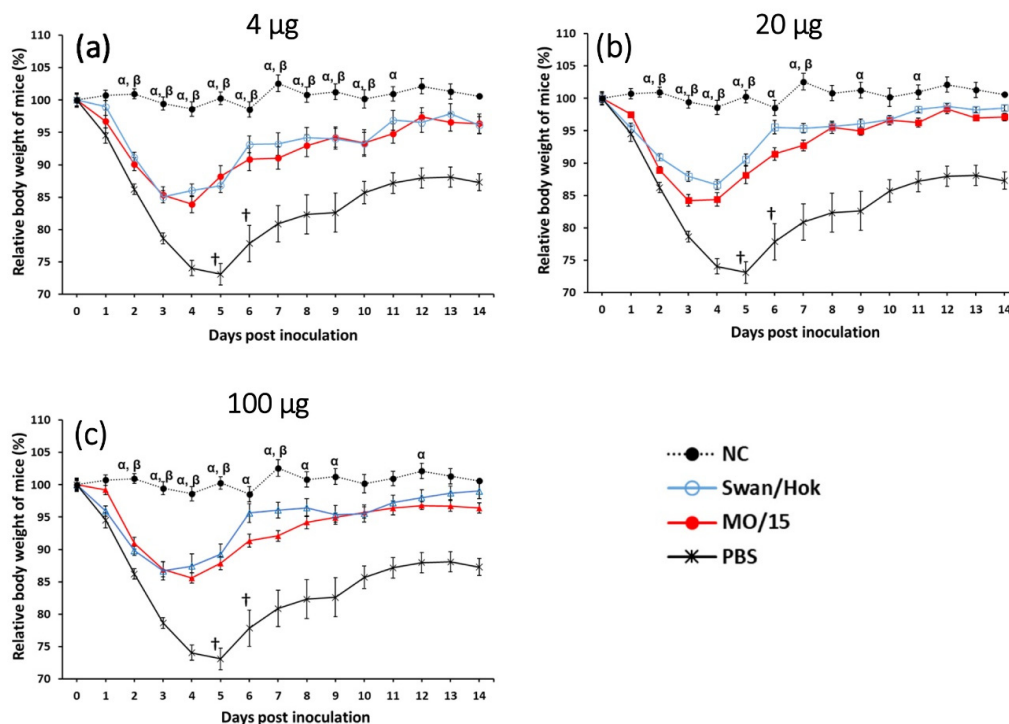 4 µg
(a)
Relative body weight of mice (%)
110
105
100
95
90
85
80
75
70
α, β
α, β
α, β
α, β
α, β
α, β
α, β
α, β
α, β
α
†
†
0 1 2 3 4 5 6 7 8 9 10 11 12 13 14
Days post inoculation
20 µg
(b)
Relative body weight of mice (%)
110
105
100
95
90
85
80
75
70
α, β
α, β
α, β
α, β
α
α, β
α
α
†
†
0 1 2 3 4 5 6 7 8 9 10 11 12 13 14
Days post inoculation
100 µg
(c)
Relative body weight of mice (%)
110
105
100
95
90
85
80
75
70
α, β
α, β
α, β
α, β
α
α, β
α
α
α
†
†
0 1 2 3 4 5 6 7 8 9 10 11 12 13 14
Days post inoculation
NC
Swan/Hok
MO/15
PBS